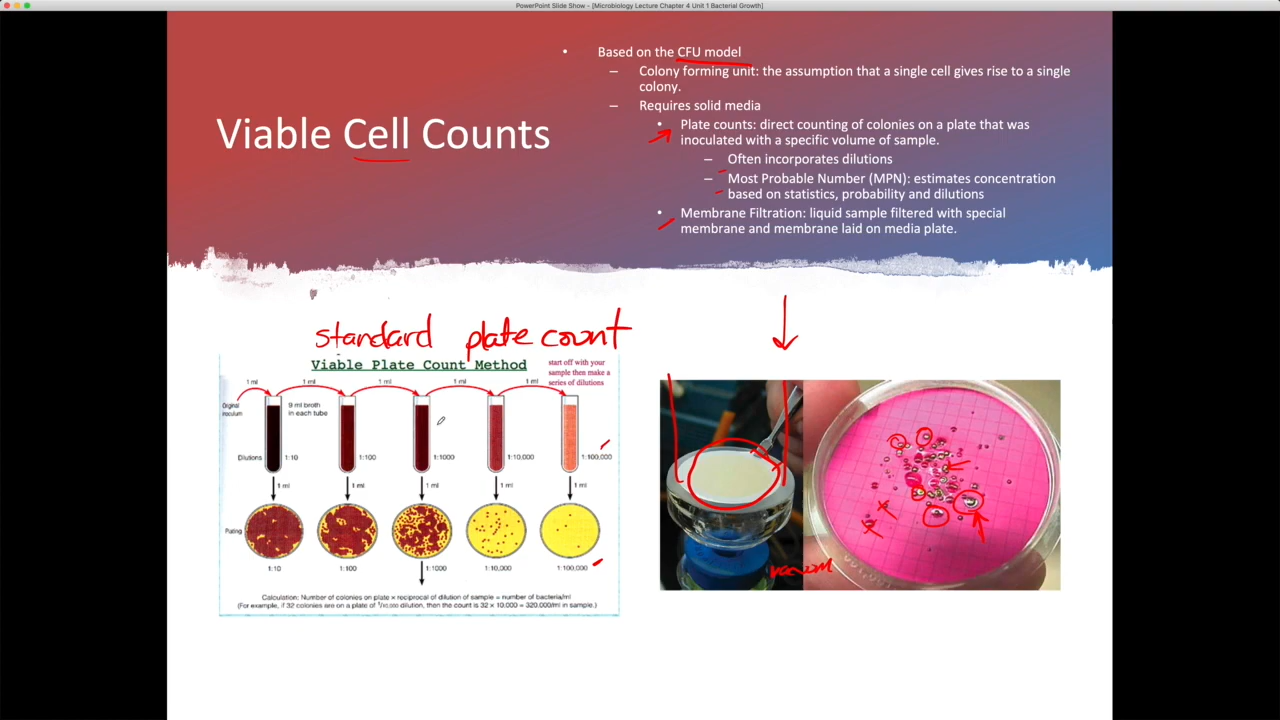 PowerPoint Slide Show - [Microbiology Lecture Chapter 4 Unit 1 Bacterial Growth]
Viable Cell Counts
• Based on the CFU model
– Colony forming unit: the assumption that a single cell gives rise to a single
colony.
– Requires solid media
• Plate counts: direct counting of colonies on a plate that was
inoculated with a specific volume of sample.
– Often incorporates dilutions
– Most Probable Number (MPN): estimates concentration
based on statistics, probability and dilutions
• Membrane Filtration: liquid sample filtered with special
membrane and membrane laid on media plate.
standard plate count
Viable Plate Count Method
start off with your
sample then make a
series of dilutions
1 ml 1 ml 1 ml 1 ml 1 ml
Original
inoculum
9 ml broth
in each tube
Dilutions 1:10 1:100 1:1000 1:10,000 1:100,000
1 ml 1 ml 1 ml 1 ml 1 ml
Plating
1:10 1:100 1:1000 1:10,000 1:100,000
Calculation: Number of colonies on plate × reciprocal of dilution of sample = number of bacteria/ml
(For example, if 32 colonies are on a plate of 1/10,000 dilution, then the count is 32 × 10,000 = 320,000/ml in sample.)